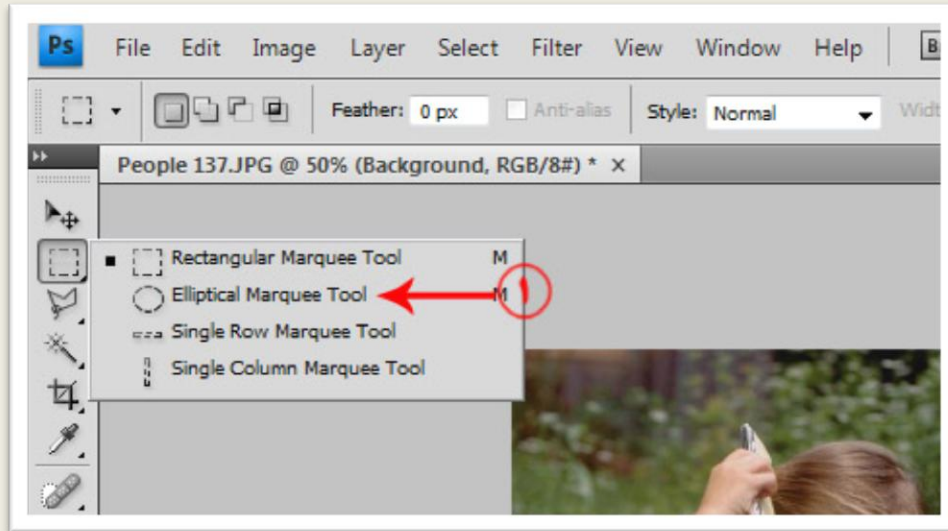 Ps File Edit Image Layer Select Filter View Window Help B
Feather: 0 px Anti-alias Style: Normal
People 137.JPG @ 50% (Background, RGB/8#) * ×
Rectangular Marquee Tool M
Elliptical Marquee Tool M
Single Row Marquee Tool
Single Column Marquee Tool